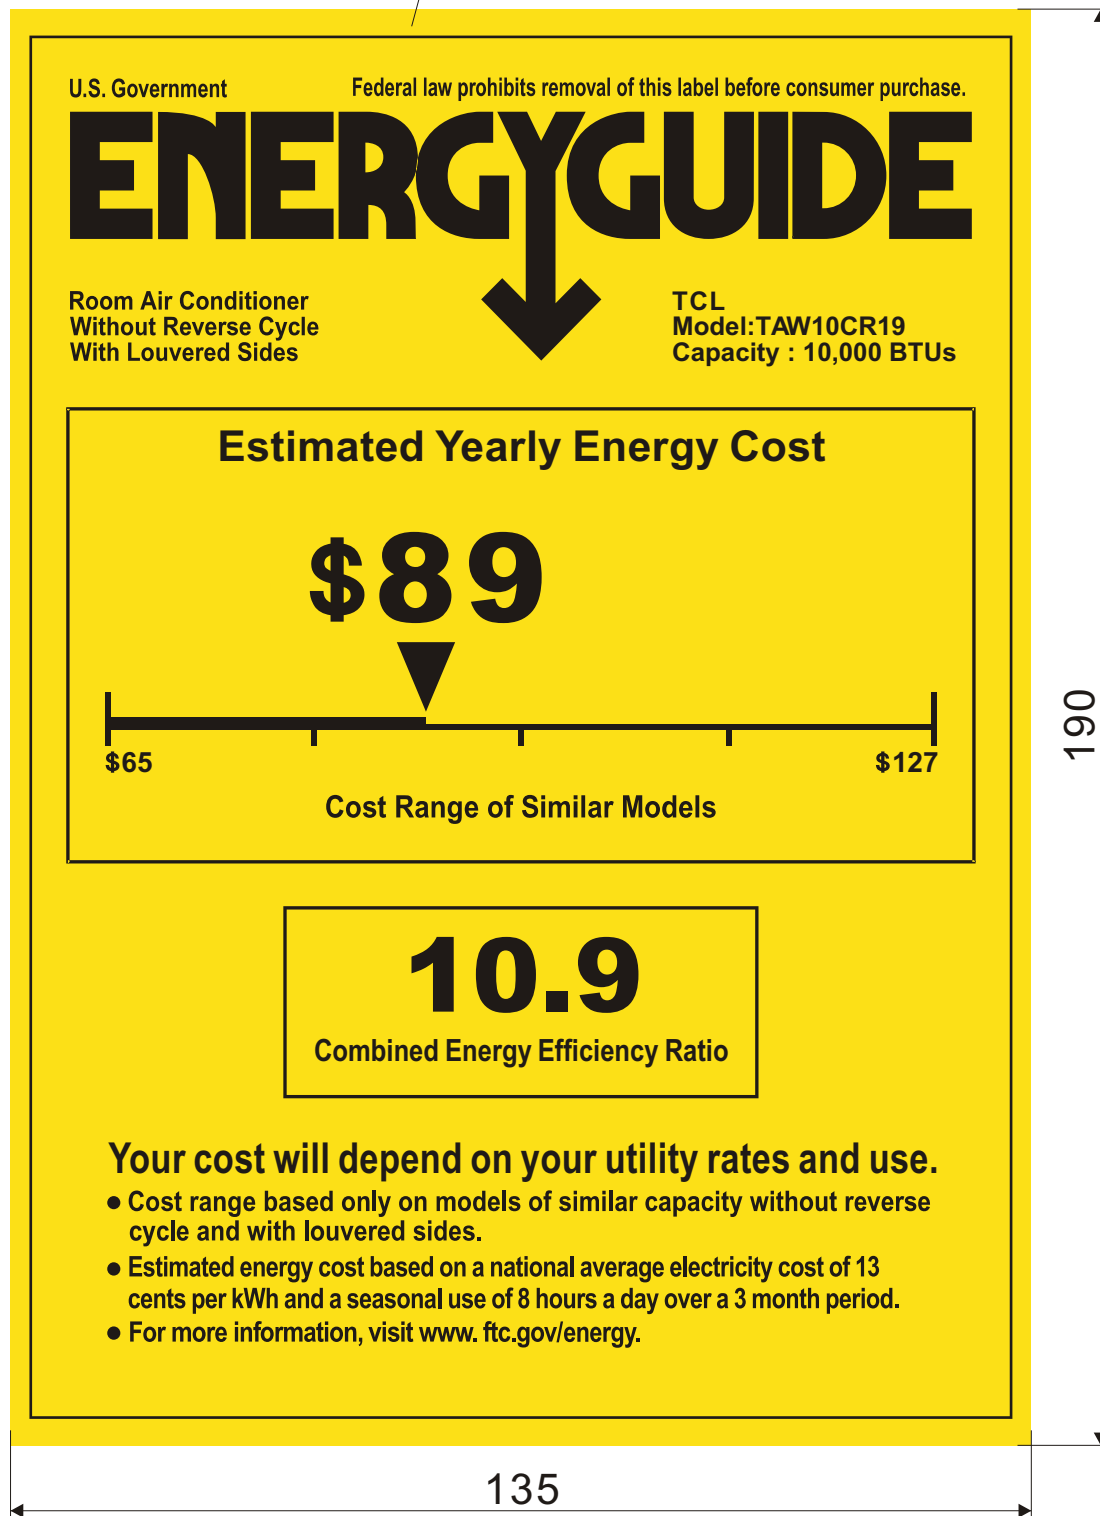 U.S. Government
Federal law prohibits removal of this label before consumer purchase.
ENERGYGUIDE
Room Air Conditioner
Without Reverse Cycle
With Louvered Sides
TCL
Model:TAW10CR19
Capacity : 10,000 BTUs
Estimated Yearly Energy Cost
$89
$65
$127
Cost Range of Similar Models
10.9
Combined Energy Efficiency Ratio
Your cost will depend on your utility rates and use.
● Cost range based only on models of similar capacity without reverse
cycle and with louvered sides.
● Estimated energy cost based on a national average electricity cost of 13
cents per kWh and a seasonal use of 8 hours a day over a 3 month period.
● For more information, visit www. ftc.gov/energy.
190
135